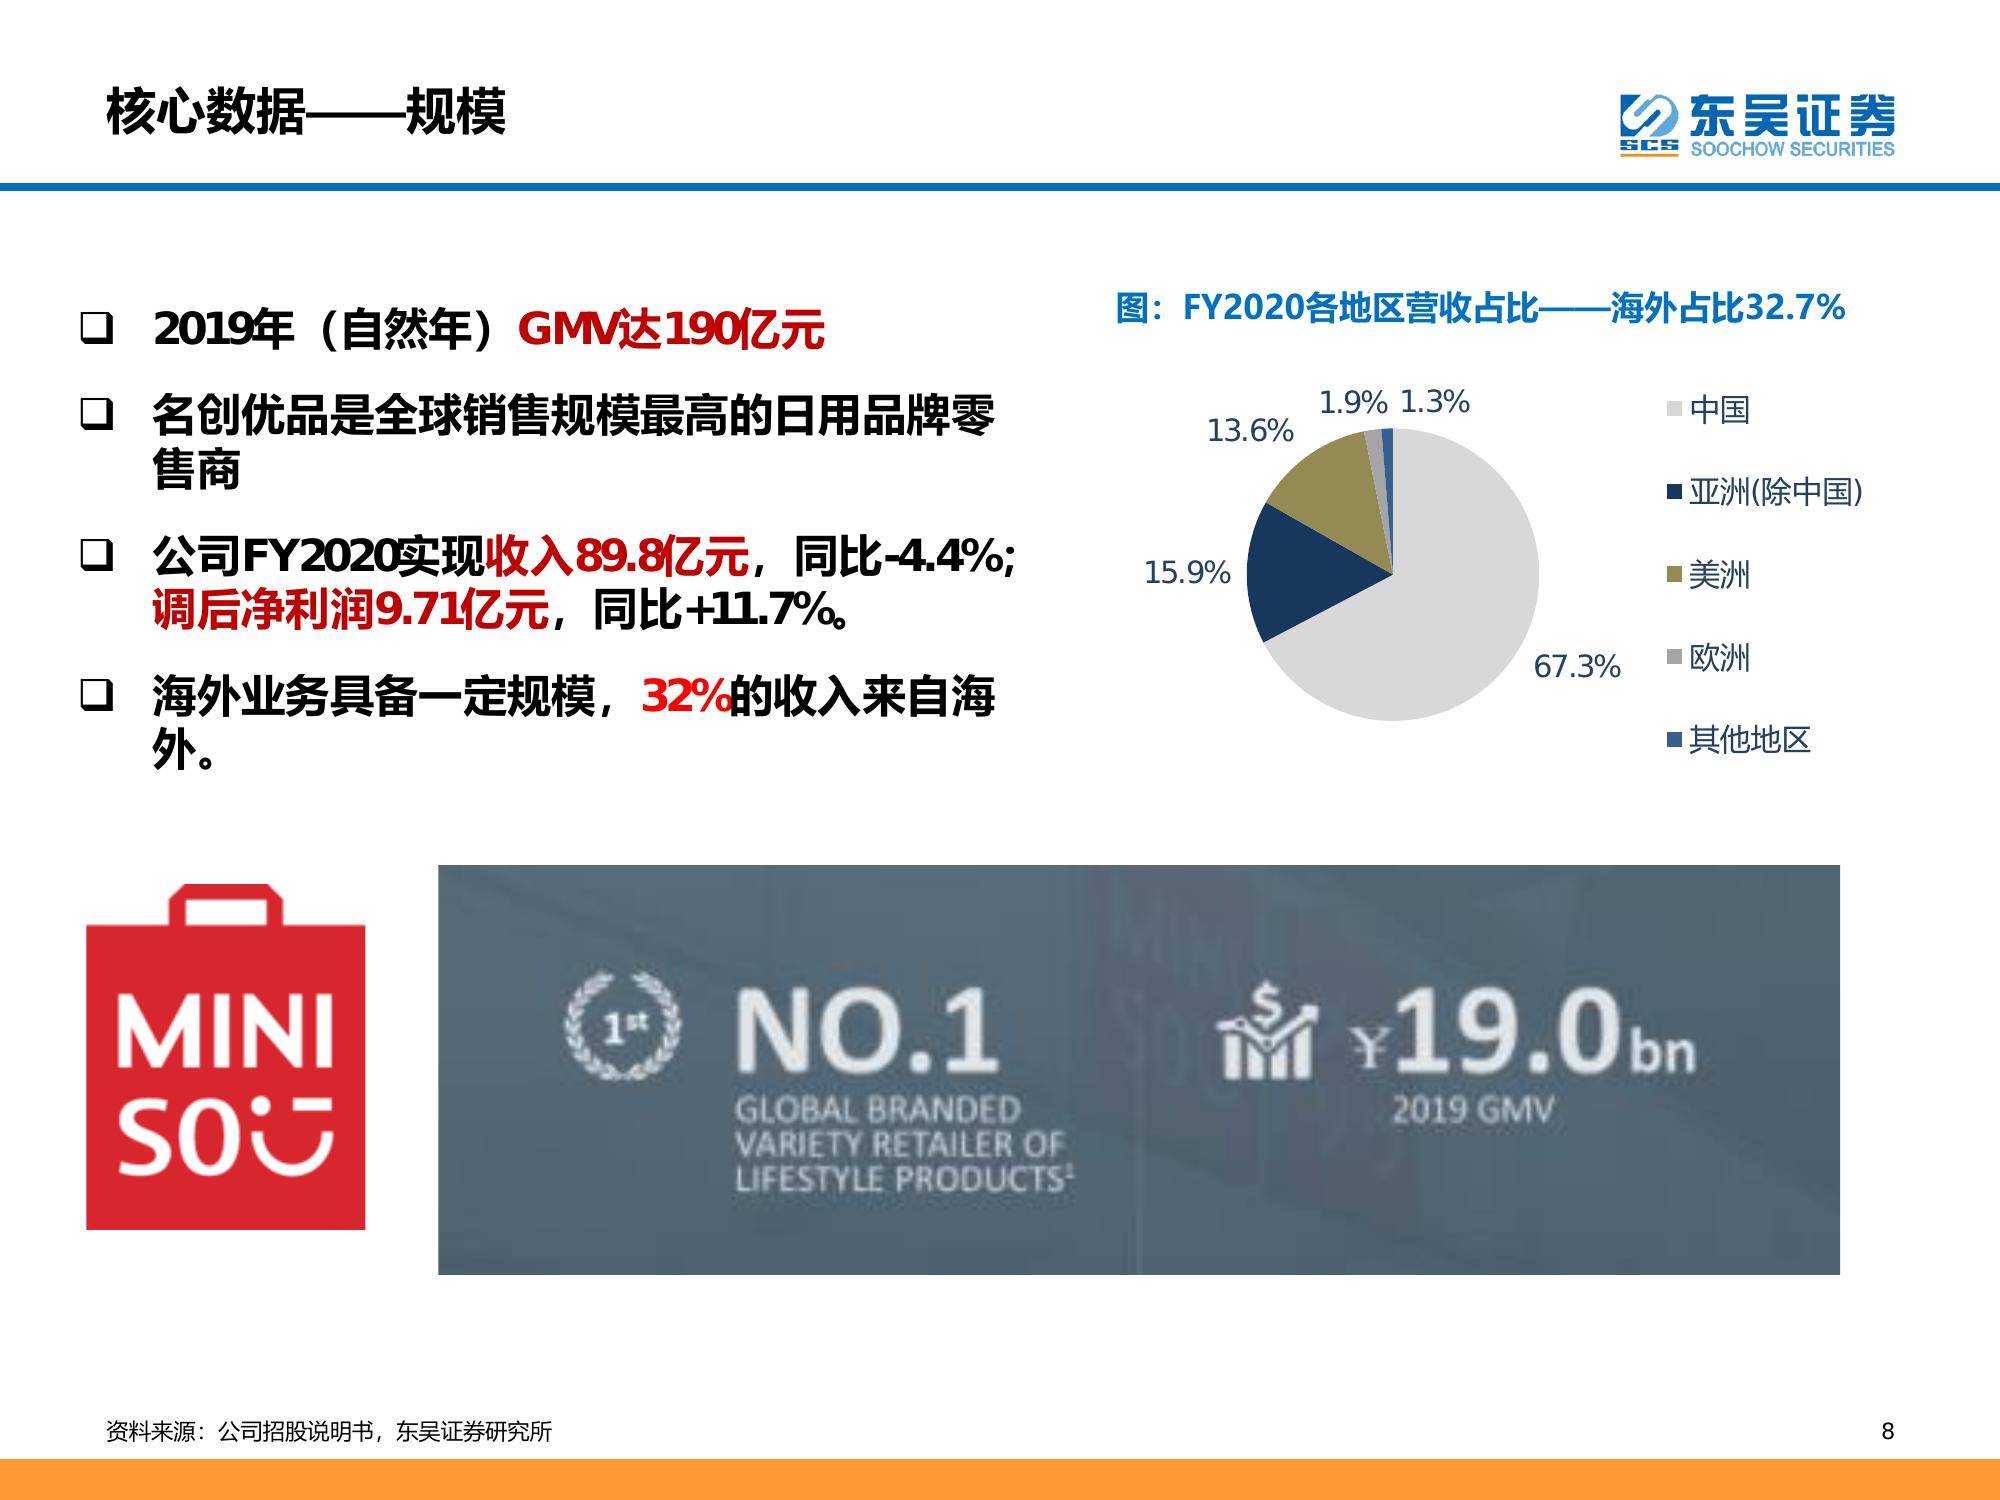 核心数据——规模
东吴证券
SCS
SOOCHOW SECURITIES
❑ 2019年（自然年）GMV达190亿元
❑ 名创优品是全球销售规模最高的日用品牌零
售商
❑ 公司FY2020实现收入89.8亿元，同比-4.4%;
调后净利润9.71亿元，同比+11.7%。
❑ 海外业务具备一定规模，32%的收入来自海
外。
图：FY2020各地区营收占比——海外占比32.7%
1.9% 1.3%
13.6%
15.9%
67.3%
中国
亚洲(除中国)
美洲
欧洲
其他地区
MINI
SO
1st
NO.1
GLOBAL BRANDED
VARIETY RETAILER OF
LIFESTYLE PRODUCTS
$
¥19.0bn
2019 GMV
资料来源：公司招股说明书，东吴证券研究所
8